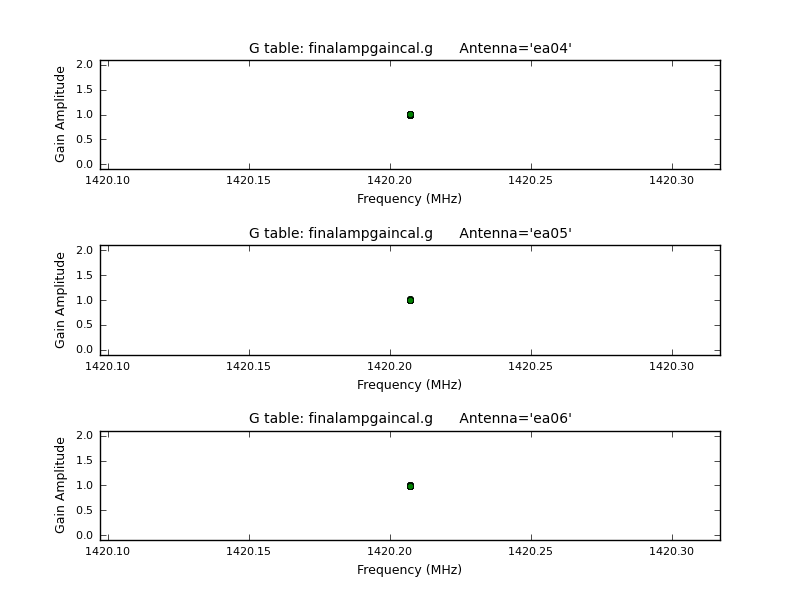 G table: finalampgaincal.g Antenna='ea04'
2.0
1.5
1.0
0.5
0.0
Gain Amplitude
1420.10 1420.15 1420.20 1420.25 1420.30
Frequency (MHz)
G table: finalampgaincal.g Antenna='ea05'
2.0
1.5
1.0
0.5
0.0
Gain Amplitude
1420.10 1420.15 1420.20 1420.25 1420.30
Frequency (MHz)
G table: finalampgaincal.g Antenna='ea06'
2.0
1.5
1.0
0.5
0.0
Gain Amplitude
1420.10 1420.15 1420.20 1420.25 1420.30
Frequency (MHz)